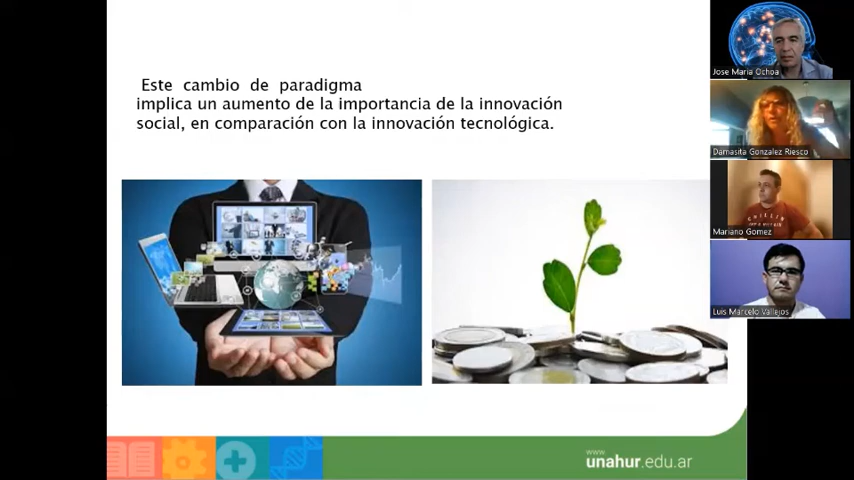 Este cambio de paradigma
implica un aumento de la importancia de la innovación
social, en comparación con la innovación tecnológica.
Jose Maria Ochoa
Damasita Gonzalez Riesco
CHILLIN
Mariano Gomez
Luis Marcelo Vallejos
www
unahur.edu.ar